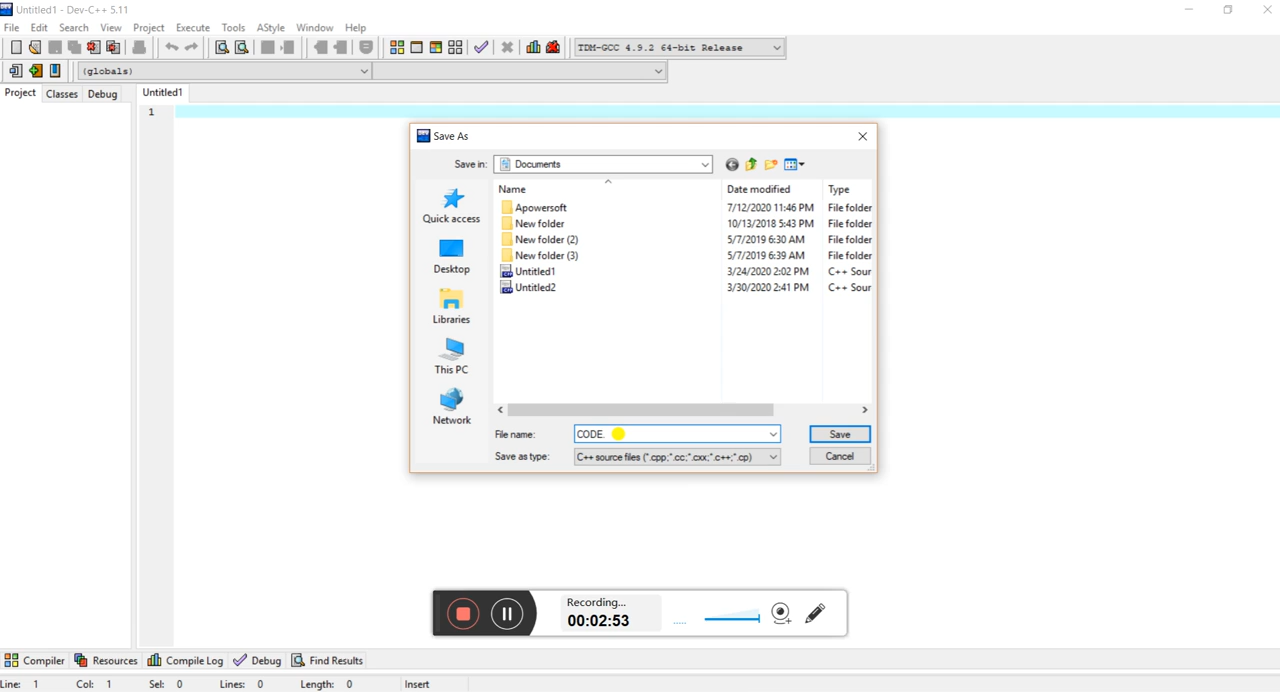 Untitled1 - Dev-C++ 5.11
File Edit Search View Project Execute Tools AStyle Window Help
TDM-GCC 4.9.2 64-bit Release
(globals)
Project Classes Debug Untitled1
1
Save As
Save in: Documents
Name Date modified Type
Quick access
Desktop
Libraries
This PC
Network
Apowersoft 7/12/2020 11:46 PM File folder
New folder 10/13/2018 5:43 PM File folder
New folder (2) 5/7/2019 6:30 AM File folder
New folder (3) 5/7/2019 6:39 AM File folder
Untitled1 3/24/2020 2:02 PM C++ Sour
Untitled2 3/30/2020 2:41 PM C++ Sour
File name: CODE. Save
Save as type: C++ source files (*.cpp;*.cc;*.cxx;*.c++;*.cp) Cancel
Recording...
00:02:53
Compiler Resources Compile Log Debug Find Results
Line: 1 Col: 1 Sel: 0 Lines: 0 Length: 0 Insert